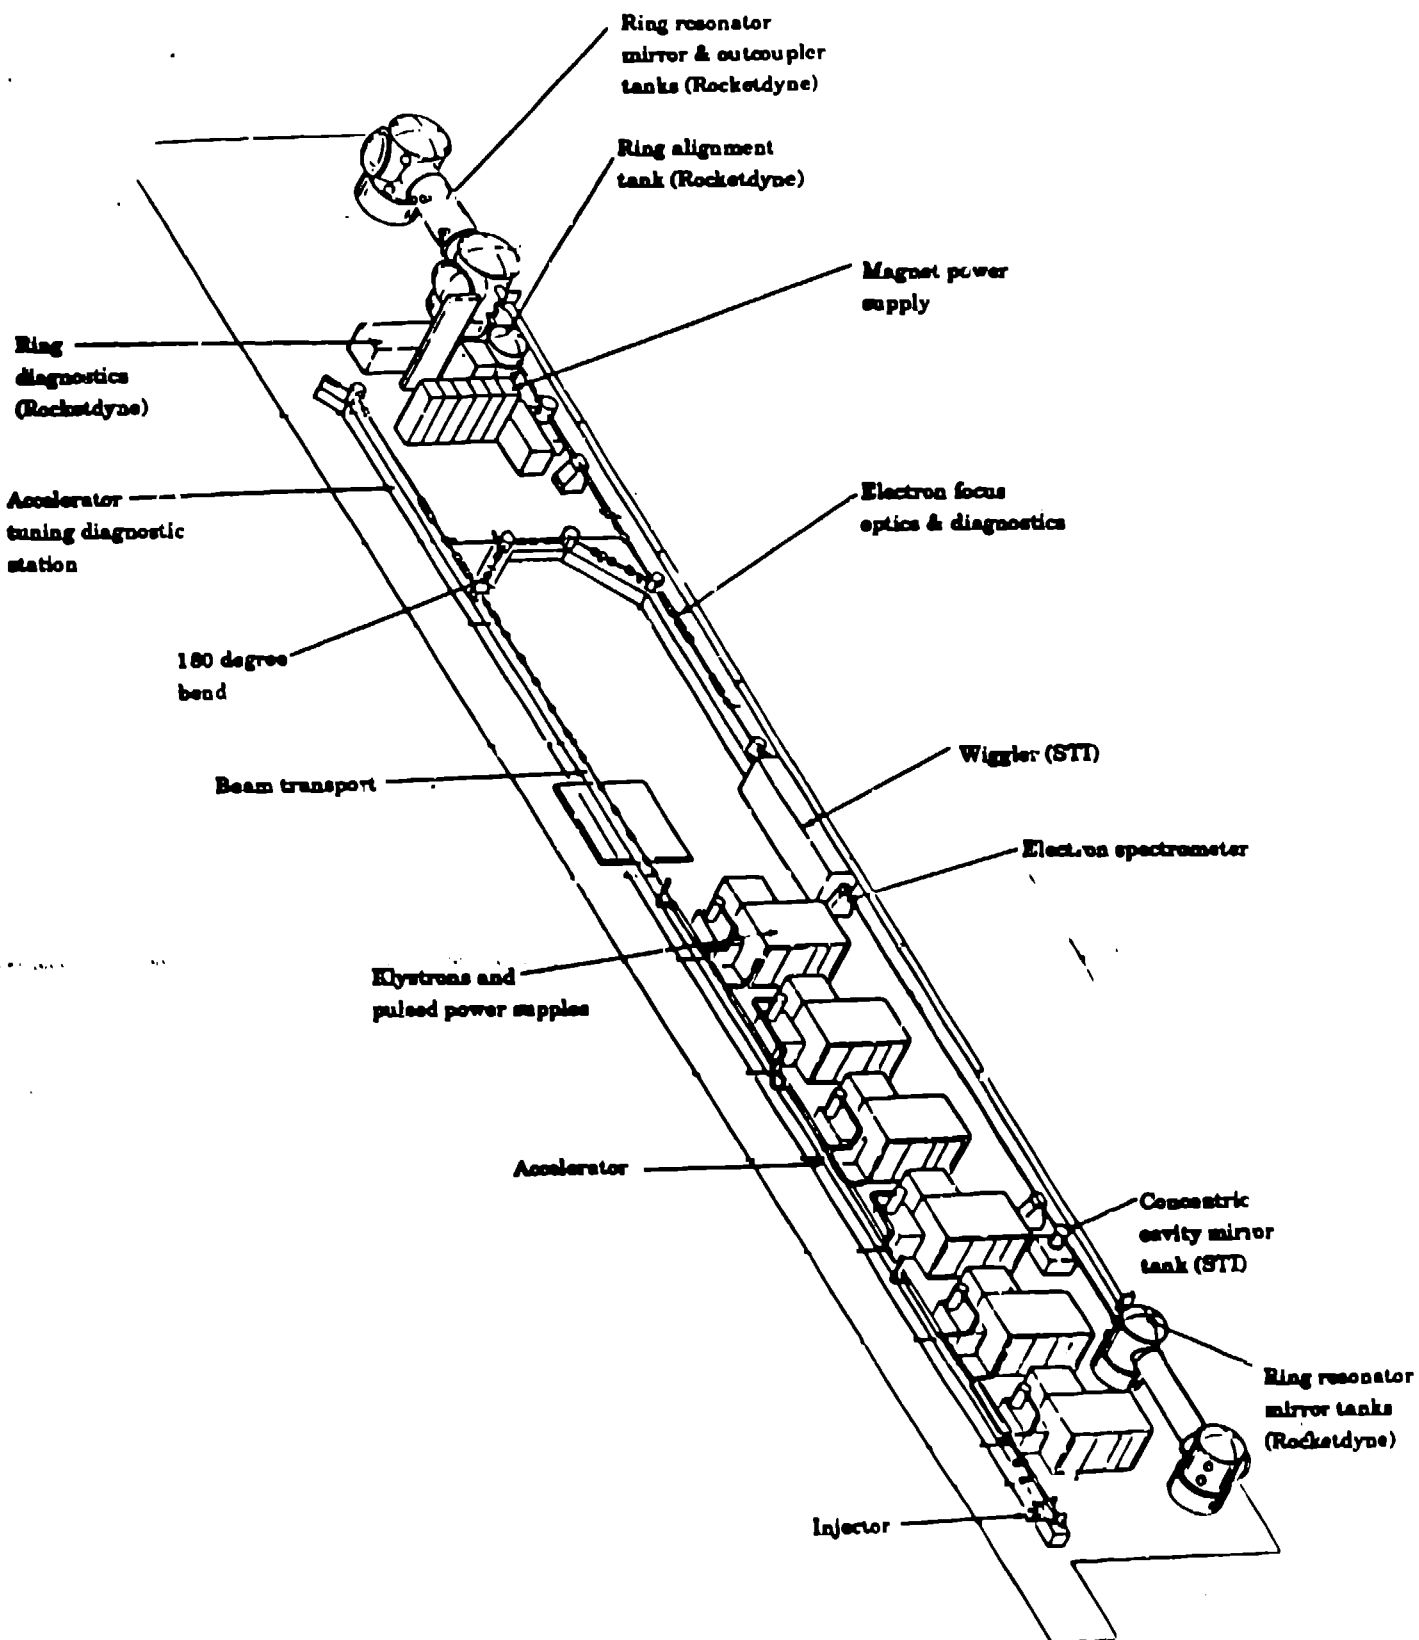 Ring resonator
mirror & outcoupler
tanks (Rocketdyne)
Ring alignment
tank (Rocketdyne)
Magnet power
supply
Ring
diagnostics
(Rocketdyne)
Accelerator
tuning diagnostic
station
Electron focus
optics & diagnostics
180 degree
bend
Wiggler (STI)
Beam transport
Electron spectrometer
Klystrons and
pulsed power supples
Accelerator
Concentric
cavity mirror
tank (STI)
Ring resonator
mirror tanks
(Rocketdyne)
Injector